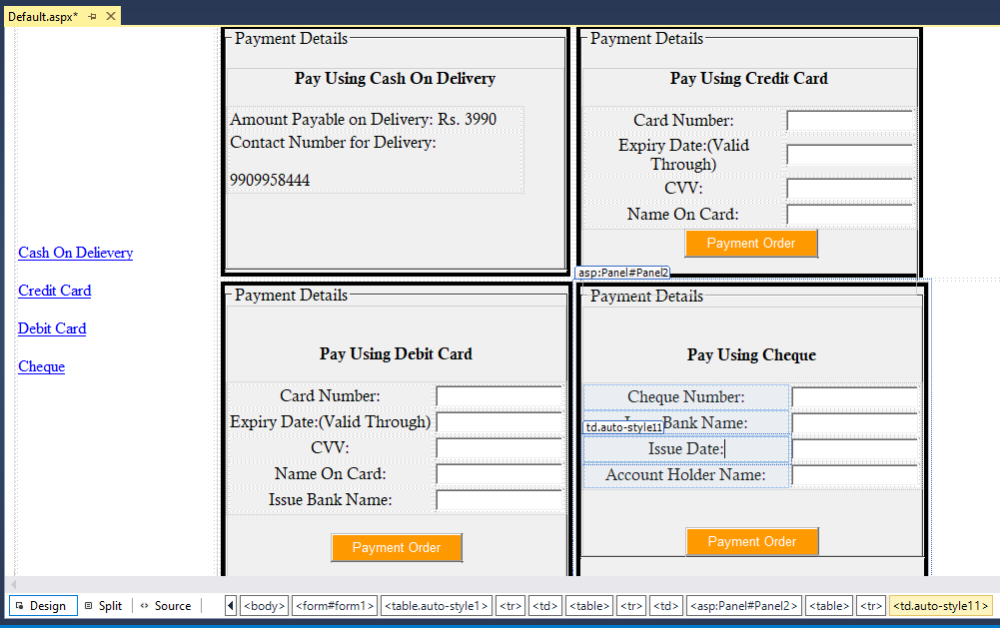 Default.aspx*
Payment Details
Pay Using Cash On Delivery
Amount Payable on Delivery: Rs. 3990
Contact Number for Delivery:
9909958444
Payment Details
Pay Using Credit Card
Card Number:
Expiry Date:(Valid
Through)
CVV:
Name On Card:
Payment Order
Cash On Delievery
Credit Card
Debit Card
Cheque
Payment Details
Pay Using Debit Card
Card Number:
Expiry Date:(Valid Through)
CVV:
Name On Card:
Issue Bank Name:
Payment Order
asp:Panel#Panel2
Payment Details
Pay Using Cheque
Cheque Number:
Bank Name:
td.auto-style11
Issue Date:
Account Holder Name:
Payment Order
Design Split Source <body> <form#form1> <table.auto-style1> <tr> <td> <table> <tr> <td> <asp:Panel#Panel2> <table> <tr> <td.auto-style11>